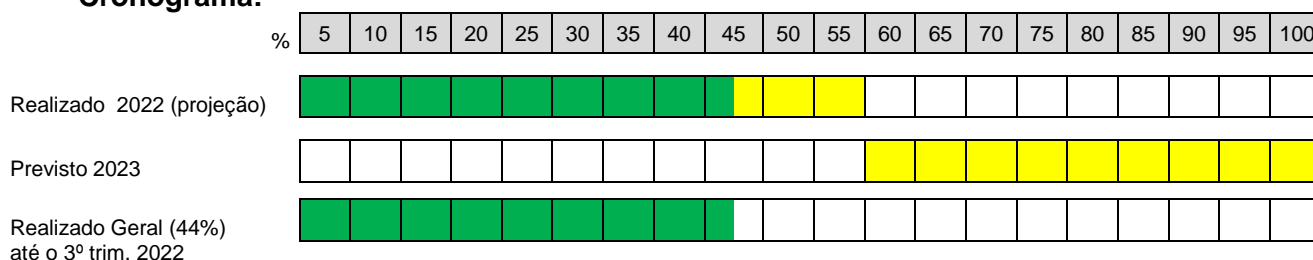 Cronograma:
% 5 10 15 20 25 30 35 40 45 50 55 60 65 70 75 80 85 90 95 100
Realizado 2022 (projeção)
Previsto 2023
Realizado Geral (44%)
até o 3º trim. 2022